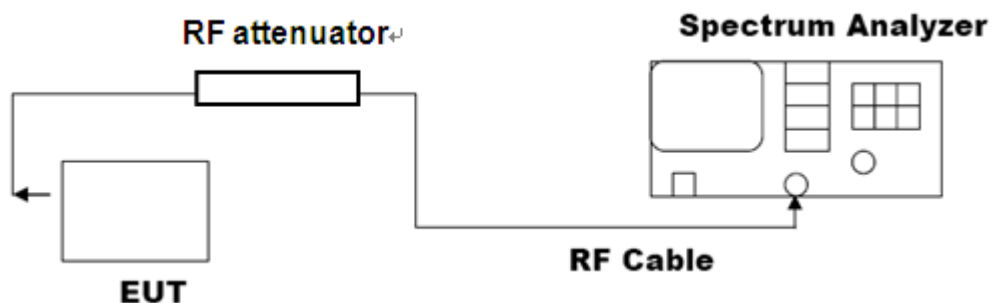 RF attenuator↵
Spectrum Analyzer
RF Cable
EUT